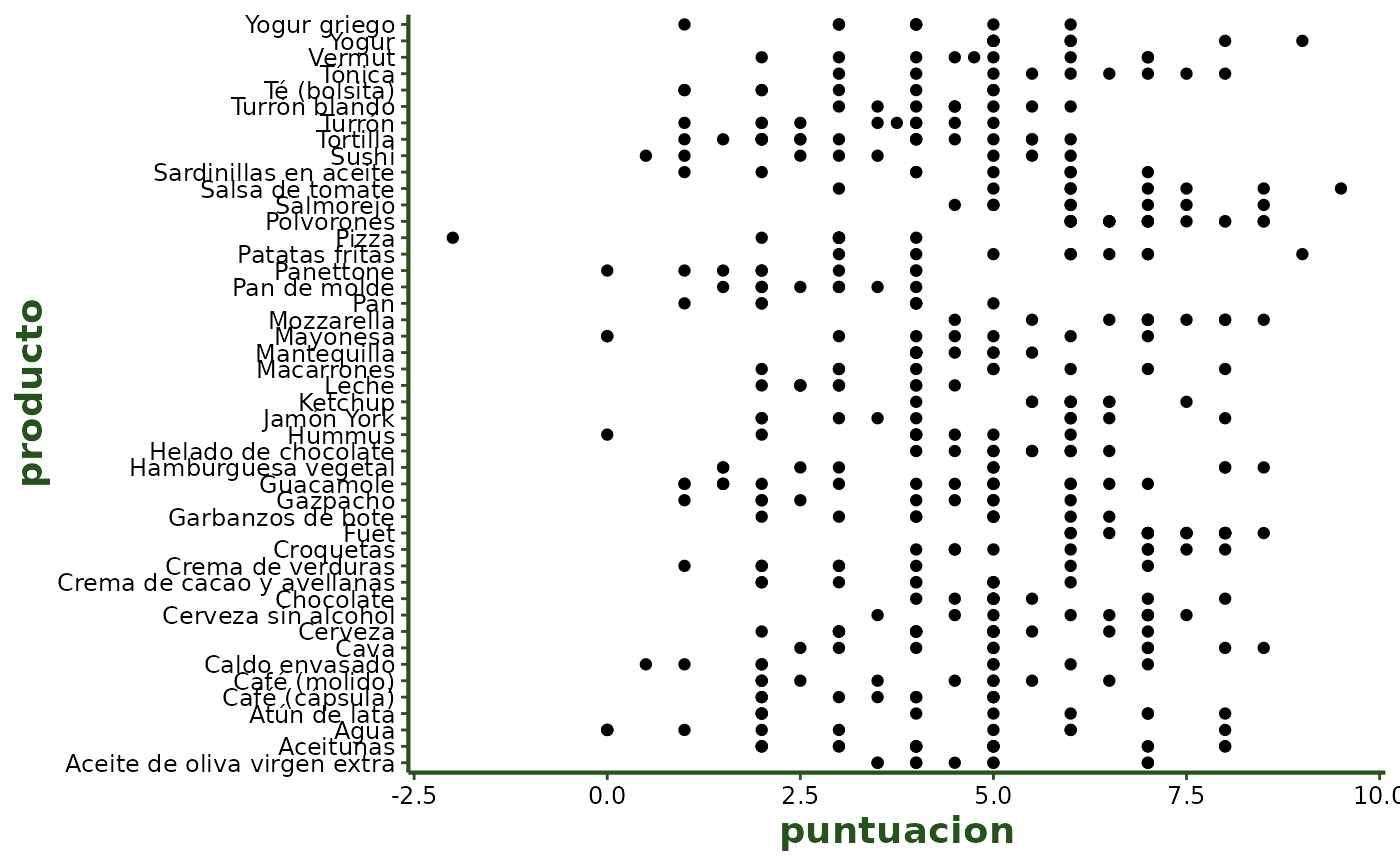 Yogur griego
Yogur
Vermut
Tónica
Té (bolsita)
Turrón blando
Turrón
Tortilla
Sushi
Sardinillas en aceite
Salsa de tomate
Salmorejo
Polvorones
Pizza
Patatas fritas
Panettone
Pan de molde
Pan
Mozzarella
Mayonesa
Mantequilla
Macarrones
Leche
Ketchup
Jamón York
Hummus
Helado de chocolate
Hamburguesa vegetal
Guacamole
Gazpacho
Garbanzos de bote
Fuet
Croquetas
Crema de verduras
Crema de cacao y avellanas
Chocolate
Cerveza sin alcohol
Cerveza
Cava
Caldo envasado
Café (molido)
Café (cápsula)
Atún de lata
Agua
Aceitunas
Aceite de oliva virgen extra
producto
-2.5 0.0 2.5 5.0 7.5 10.0
puntuacion